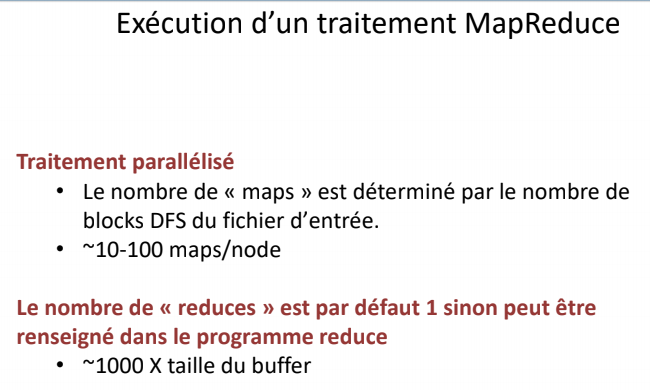 Exécution d’un traitement MapReduce
Traitement parallélisé
• Le nombre de « maps » est déterminé par le nombre de
blocks DFS du fichier d’entrée.
• ~10-100 maps/node
Le nombre de « reduces » est par défaut 1 sinon peut être
renseigné dans le programme reduce
• ~1000 X taille du buffer